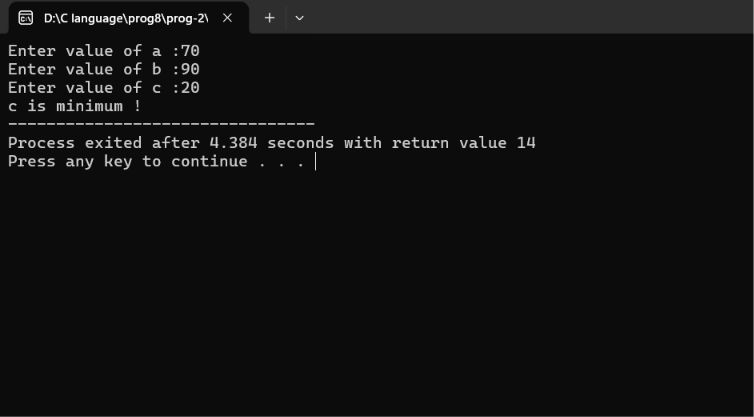 D:\C language\prog8\prog-2\
Enter value of a :70
Enter value of b :90
Enter value of c :20
c is minimum !
--------------------------------
Process exited after 4.384 seconds with return value 14
Press any key to continue . . .